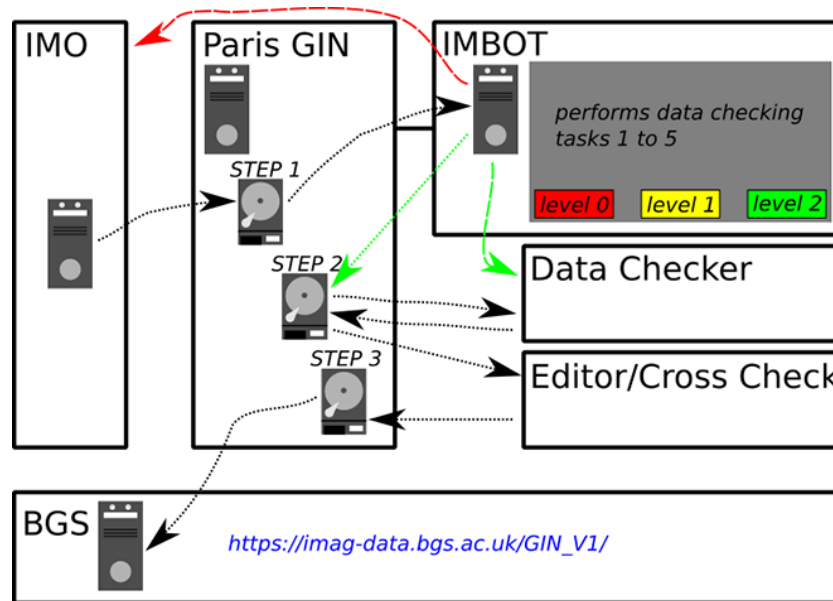 IMO
Paris GIN
IMBOT
performs data checking
tasks 1 to 5
STEP 1
level 0
level 1
level 2
STEP 2
Data Checker
STEP 3
Editor/Cross Check
BGS
https://imag-data.bgs.ac.uk/GIN_V1/